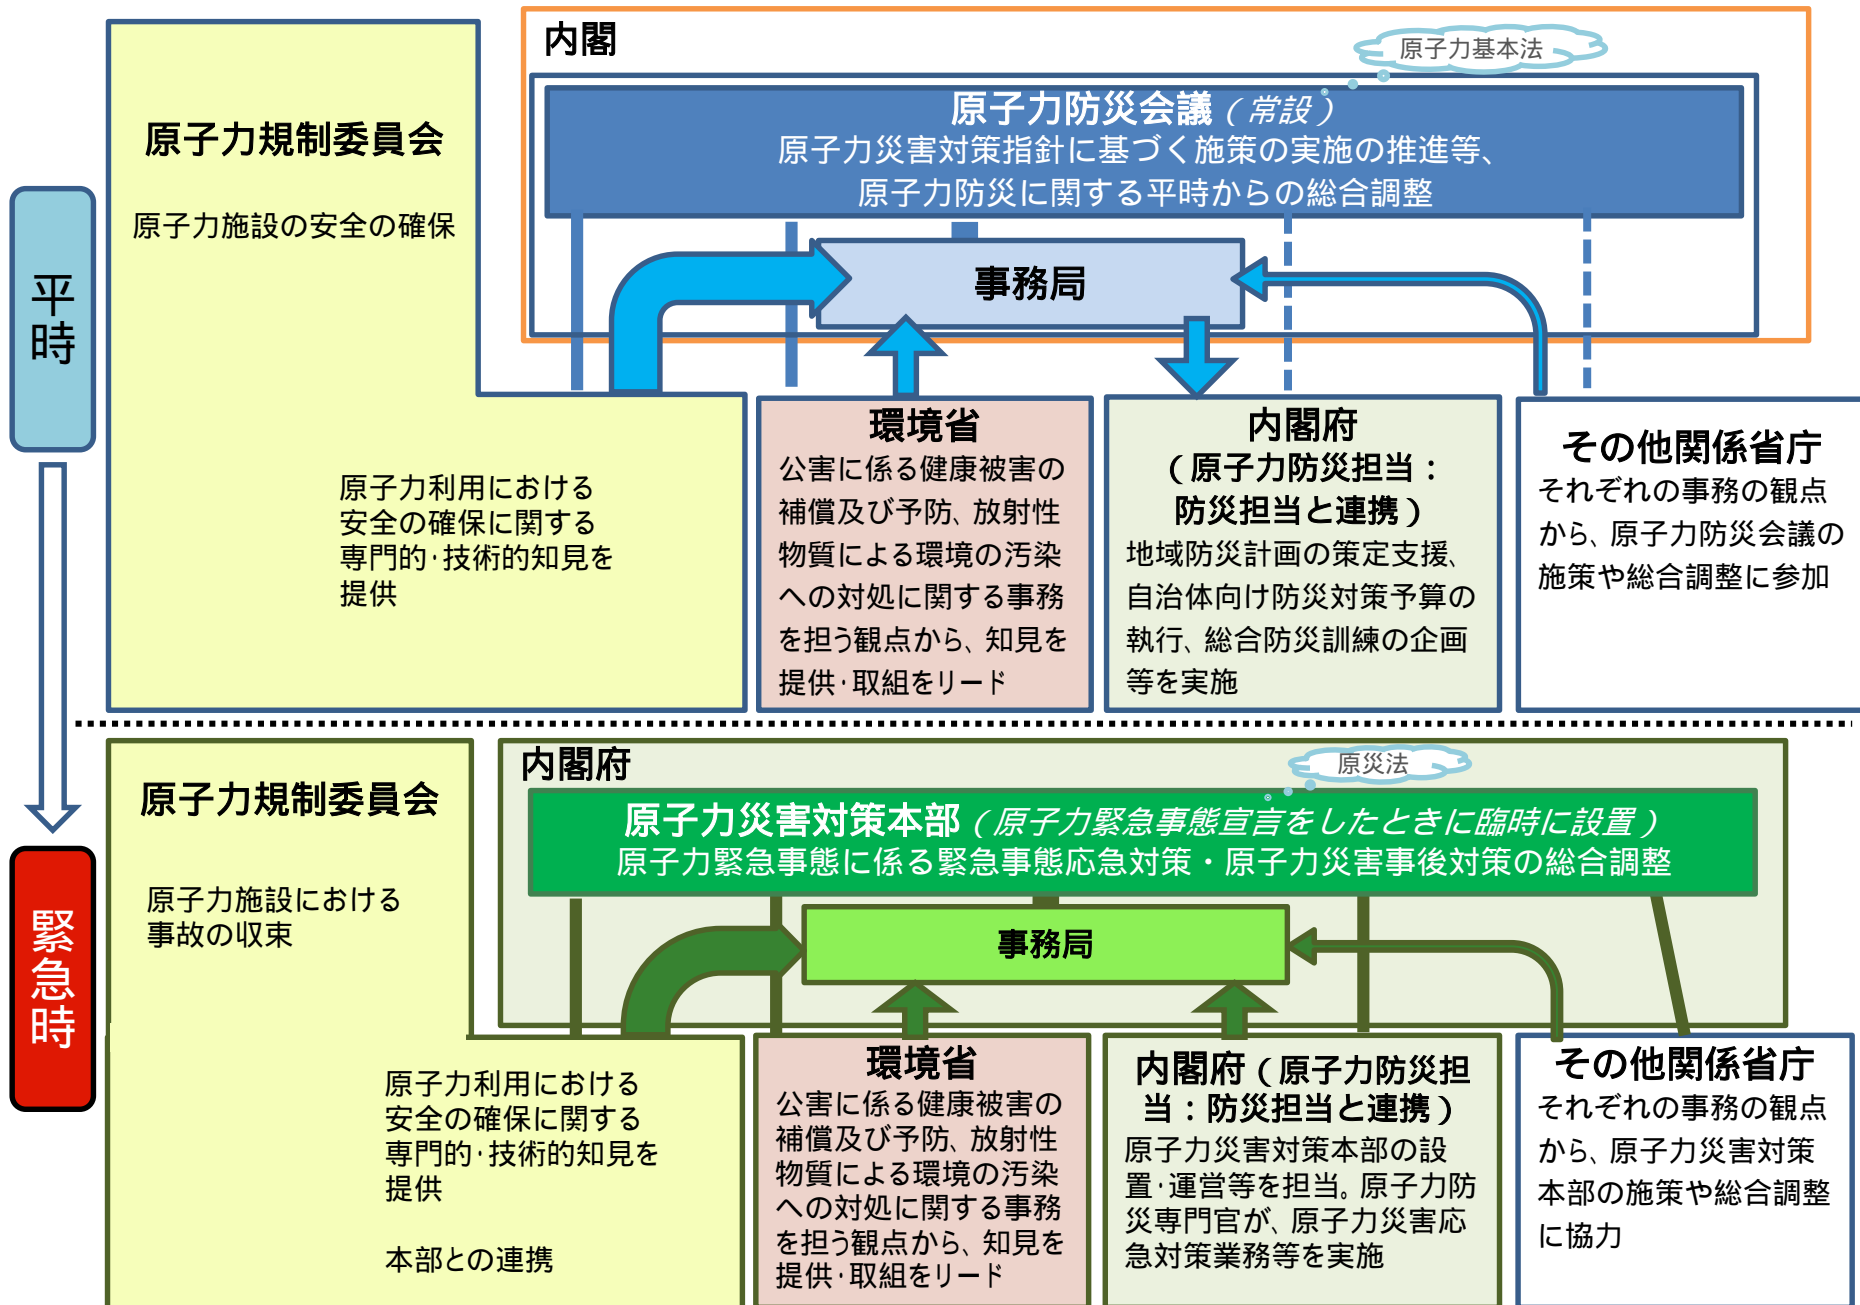 内閣
原子力基本法
原子力防災会議（常設）
原子力災害対策指針に基づく施策の実施の推進等、
原子力防災に関する平時からの総合調整
事務局
原子力規制委員会
原子力施設の安全の確保
平時
原子力利用における
安全の確保に関する
専門的・技術的知見を
提供
環境省
公害に係る健康被害の
補償及び予防、放射性
物質による環境の汚染
への対処に関する事務
を担う観点から、知見を
提供・取組をリード
内閣府
（原子力防災担当：
防災担当と連携）
地域防災計画の策定支援、
自治体向け防災対策予算の
執行、総合防災訓練の企画
等を実施
その他関係省庁
それぞれの事務の観点
から、原子力防災会議の
施策や総合調整に参加
内閣府
原災法
原子力災害対策本部（原子力緊急事態宣言をしたときに臨時に設置）
原子力緊急事態に係る緊急事態応急対策・原子力災害事後対策の総合調整
事務局
原子力規制委員会
原子力施設における
事故の収束
緊急時
原子力利用における
安全の確保に関する
専門的・技術的知見を
提供
本部との連携
環境省
公害に係る健康被害の
補償及び予防、放射性
物質による環境の汚染
への対処に関する事務
を担う観点から、知見を
提供・取組をリード
内閣府（原子力防災担
当：防災担当と連携）
原子力災害対策本部の設
置・運営等を担当。原子力防
災専門官が、原子力災害応
急対策業務等を実施
その他関係省庁
それぞれの事務の観点
から、原子力災害対策
本部の施策や総合調整
に協力